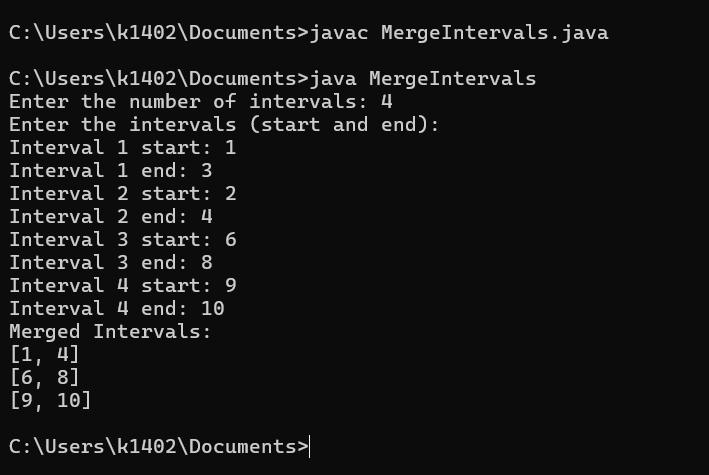 C:\Users\k1402\Documents>javac MergeIntervals.java
C:\Users\k1402\Documents>java MergeIntervals
Enter the number of intervals: 4
Enter the intervals (start and end):
Interval 1 start: 1
Interval 1 end: 3
Interval 2 start: 2
Interval 2 end: 4
Interval 3 start: 6
Interval 3 end: 8
Interval 4 start: 9
Interval 4 end: 10
Merged Intervals:
[1, 4]
[6, 8]
[9, 10]
C:\Users\k1402\Documents>